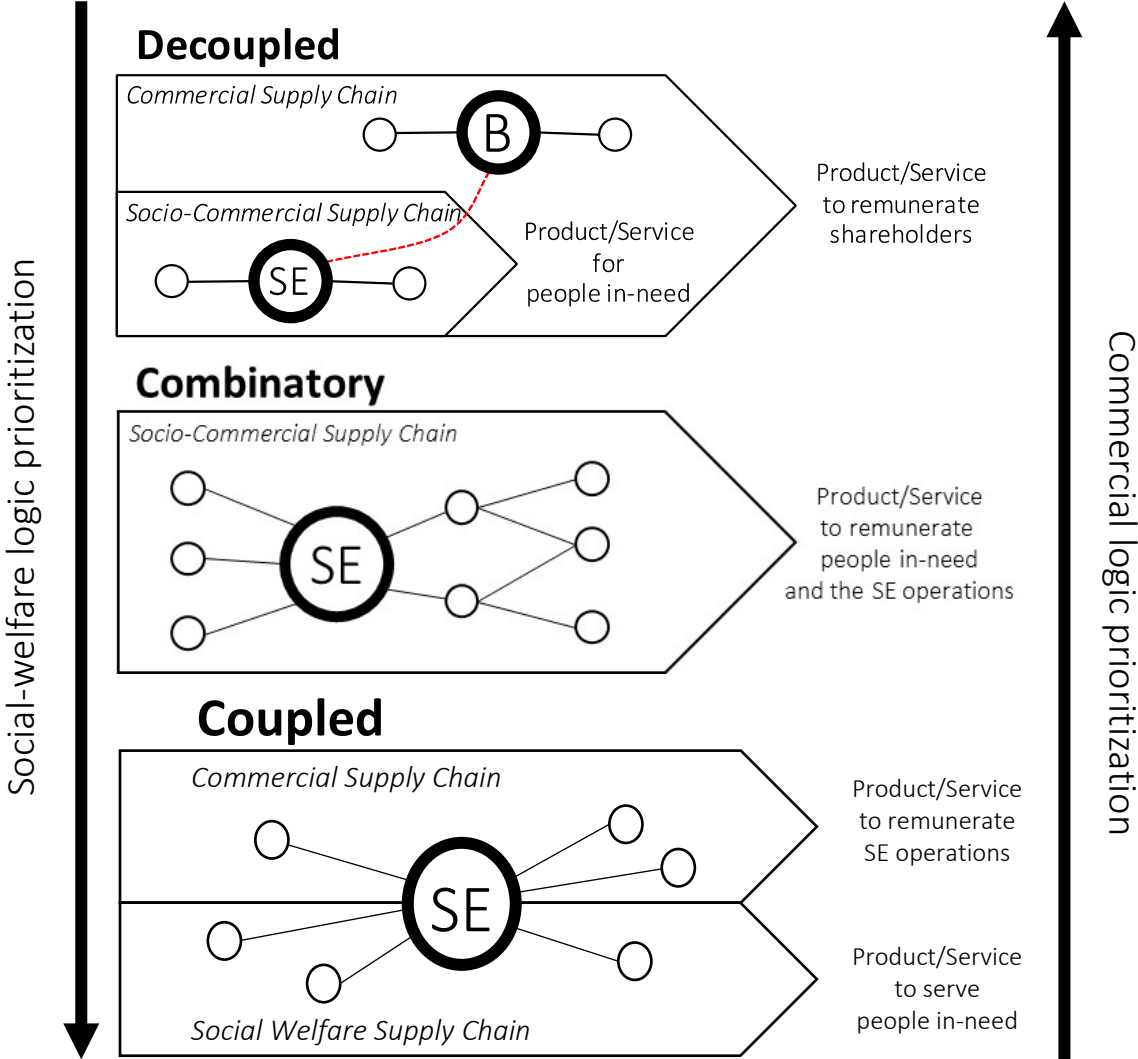 Social-welfare logic prioritization
Decoupled
Commercial Supply Chain
B
Socio-Commercial Supply Chain
SE
Product/Service
for
people in-need
Product/Service
to remunerate
shareholders
Combinatory
Socio-Commercial Supply Chain
SE
Product/Service
to remunerate
people in-need
and the SE operations
Coupled
Commercial Supply Chain
SE
Social Welfare Supply Chain
Product/Service
to remunerate
SE operations
Product/Service
to serve
people in-need
Commercial logic prioritization